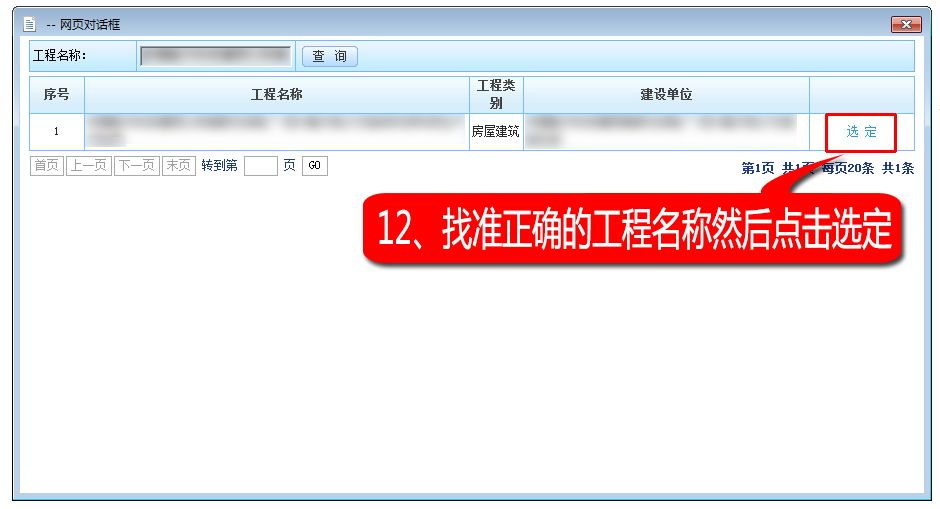 -- 网页对话框
工程名称： 查 询
序号 工程名称 工程类别 建设单位
1 房屋建筑 选 定
首页 上一页 下一页 末页 转到第 页 GO 第1页 共1页 每页20条 共1条
12、找准正确的工程名称然后点击选定